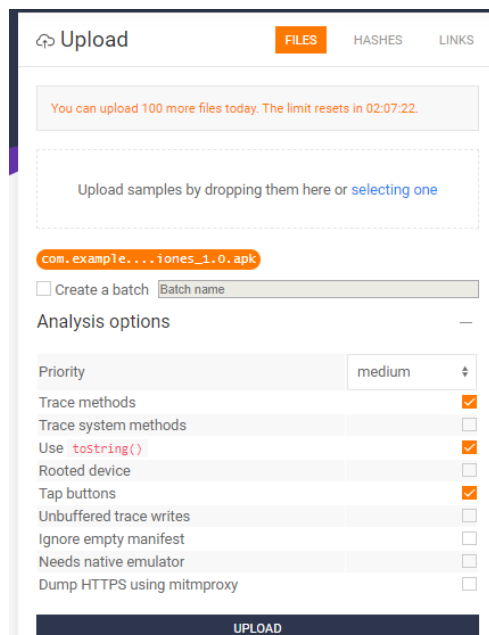 Upload FILES HASHES LINKS
You can upload 100 more files today. The limit resets in 02:07:22.
Upload samples by dropping them here or selecting one
com.example....iones_1.0.apk
Create a batch Batch name
Analysis options
Priority medium
Trace methods
Trace system methods
Use toString()
Rooted device
Tap buttons
Unbuffered trace writes
Ignore empty manifest
Needs native emulator
Dump HTTPS using mitmproxy
UPLOAD